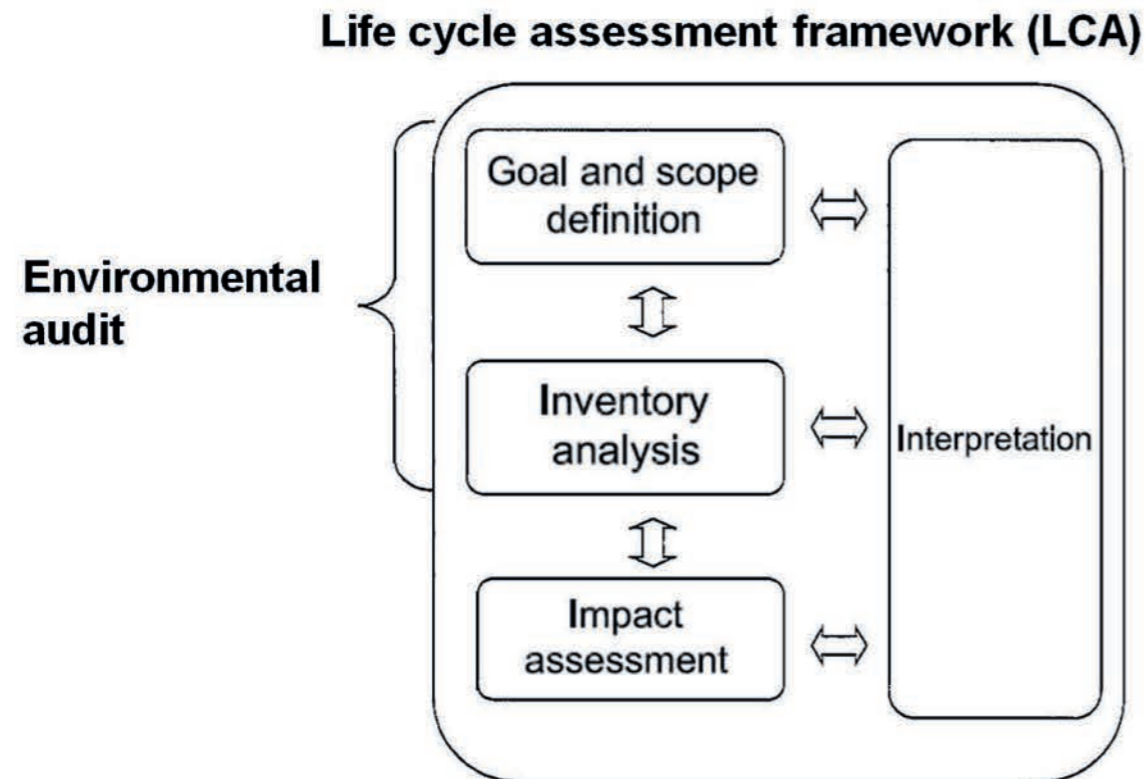 Life cycle assessment framework (LCA)
Goal and scope
definition
Environmental
audit
Inventory
analysis
Interpretation
Impact
assessment